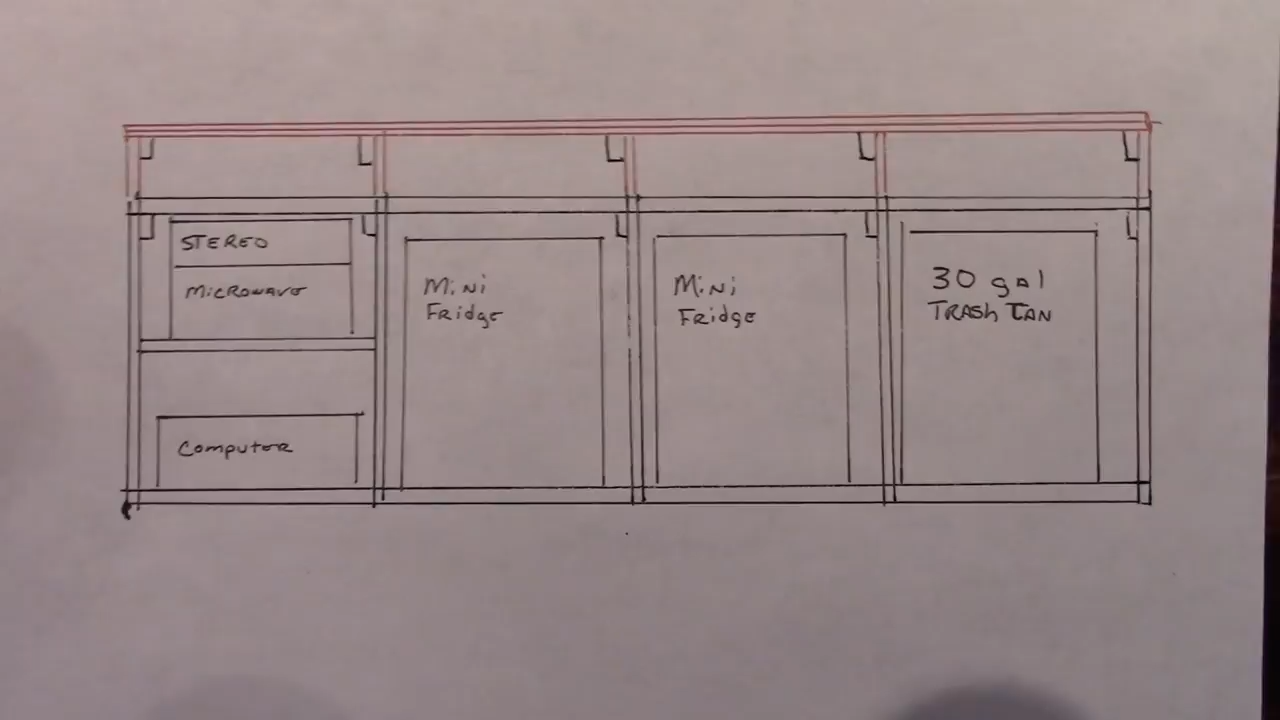 STEREO
MICROWAVE
COMPUTER
MiNi
Fridge
MiNi
Fridge
30 gal
TRASH CAN